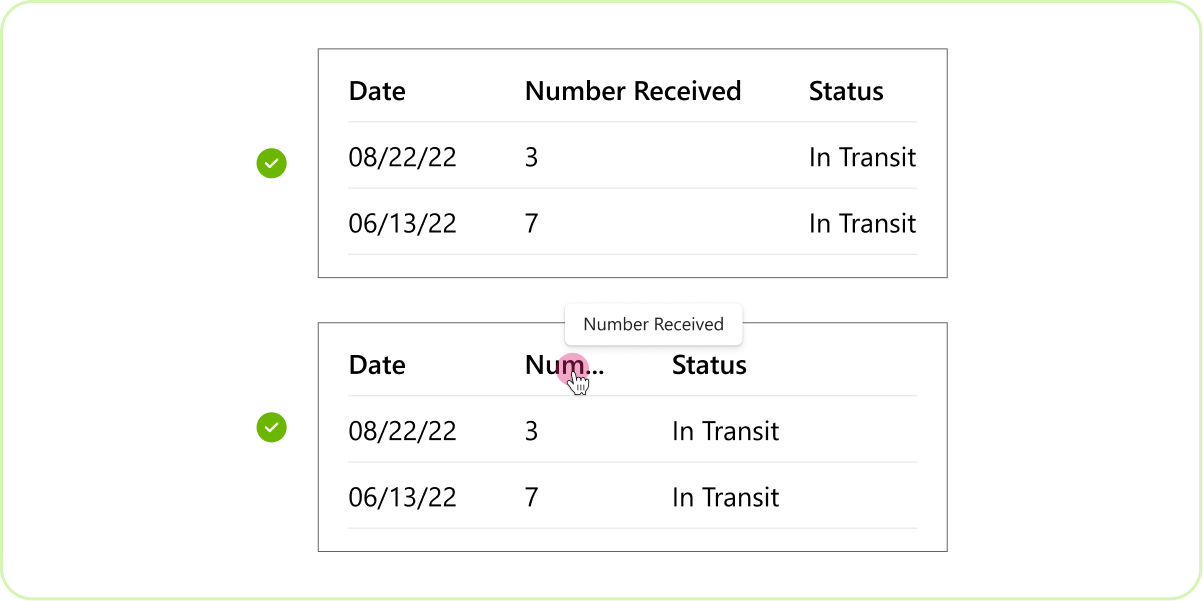 Date Number Received Status
08/22/22 3 In Transit
06/13/22 7 In Transit
Number Received
Date Num... Status
08/22/22 3 In Transit
06/13/22 7 In Transit